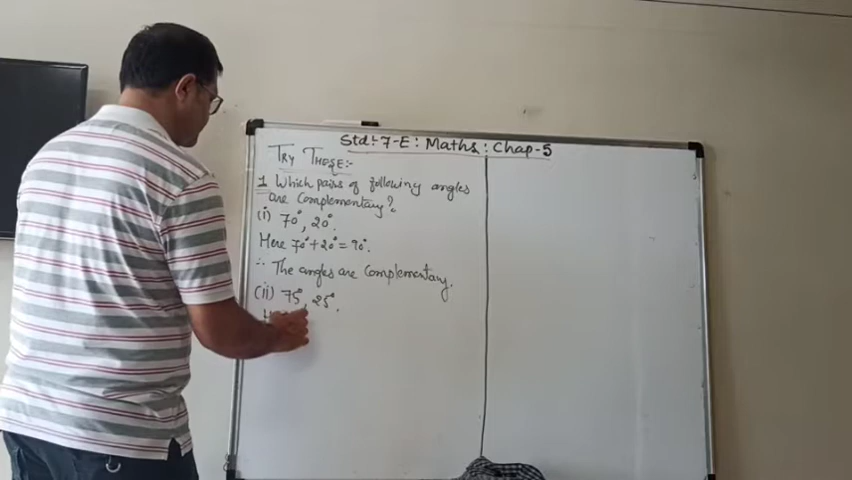 Std:-7-E: Maths: Chap-5
TRY THESE:-
1 Which pairs of following angles
are Complementary?
(i) 70°, 20°.
Here 70°+20°= 90°.
∴ The angles are Complementary.
(ii) 75°, 25°.